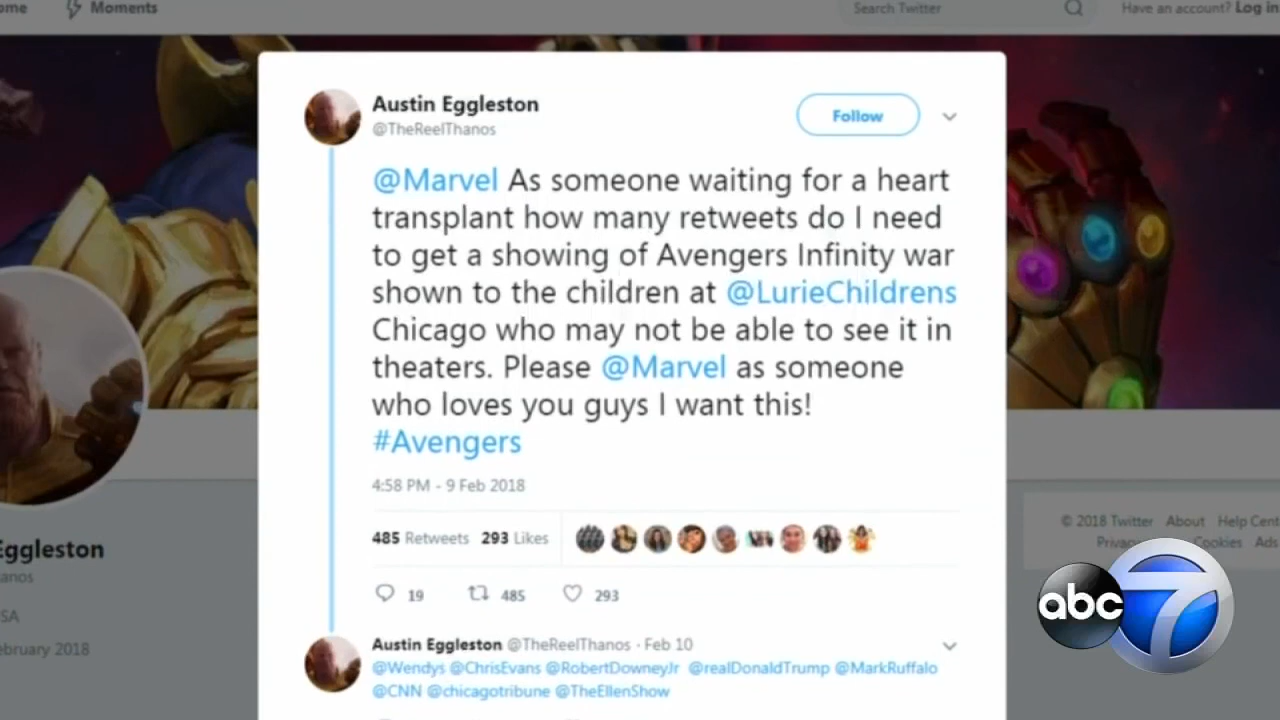 Moments
Search Twitter
Have an account? Log in
Austin Eggleston
@TheReelThanos
Follow
@Marvel As someone waiting for a heart
transplant how many retweets do I need
to get a showing of Avengers Infinity war
shown to the children at @LurieChildrens
Chicago who may not be able to see it in
theaters. Please @Marvel as someone
who loves you guys I want this!
#Avengers
4:58 PM - 9 Feb 2018
485 Retweets 293 Likes
19 485 293
Austin Eggleston @TheReelThanos · Feb 10
@Wendys @ChrisEvans @RobertDowneyJr @realDonaldTrump @MarkRuffalo
@CNN @chicagotribune @TheEllenShow
Eggleston
anos
SA
ebruary 2018
© 2018 Twitter About Help Cent
Privac Cookies Ads
abc 7